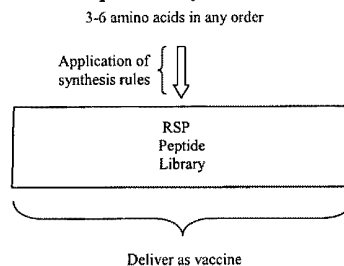 3-6 amino acids in any order
Application of
synthesis rules
RSP
Peptide
Library
Deliver as vaccine